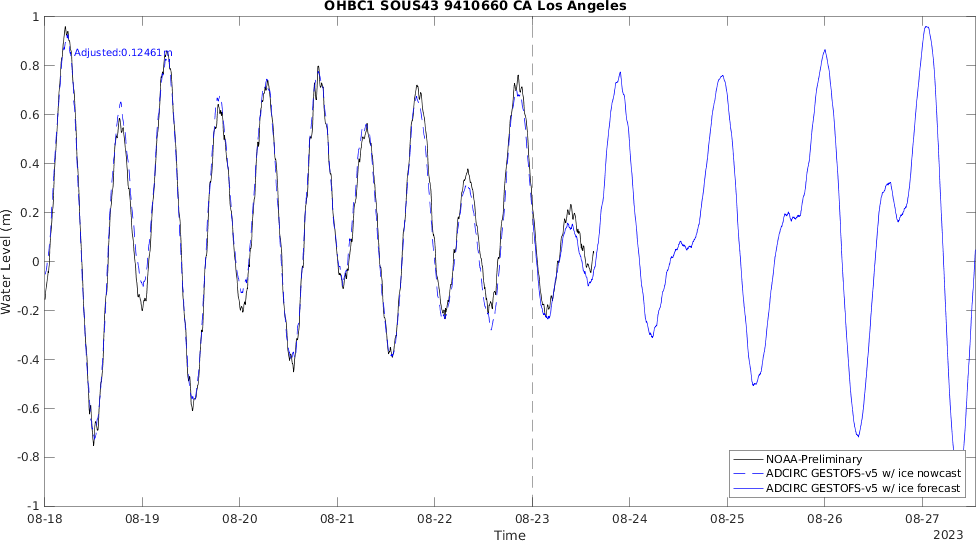 OHBC1 SOUS43 9410660 CA Los Angeles
Adjusted:0.12461m
Water Level (m)
1
0.8
0.6
0.4
0.2
0
-0.2
-0.4
-0.6
-0.8
-1
NOAA-Preliminary
ADCIRC GESTOFS-v5 w/ ice nowcast
ADCIRC GESTOFS-v5 w/ ice forecast
08-18 08-19 08-20 08-21 08-22 08-23 08-24 08-25 08-26 08-27
Time
2023